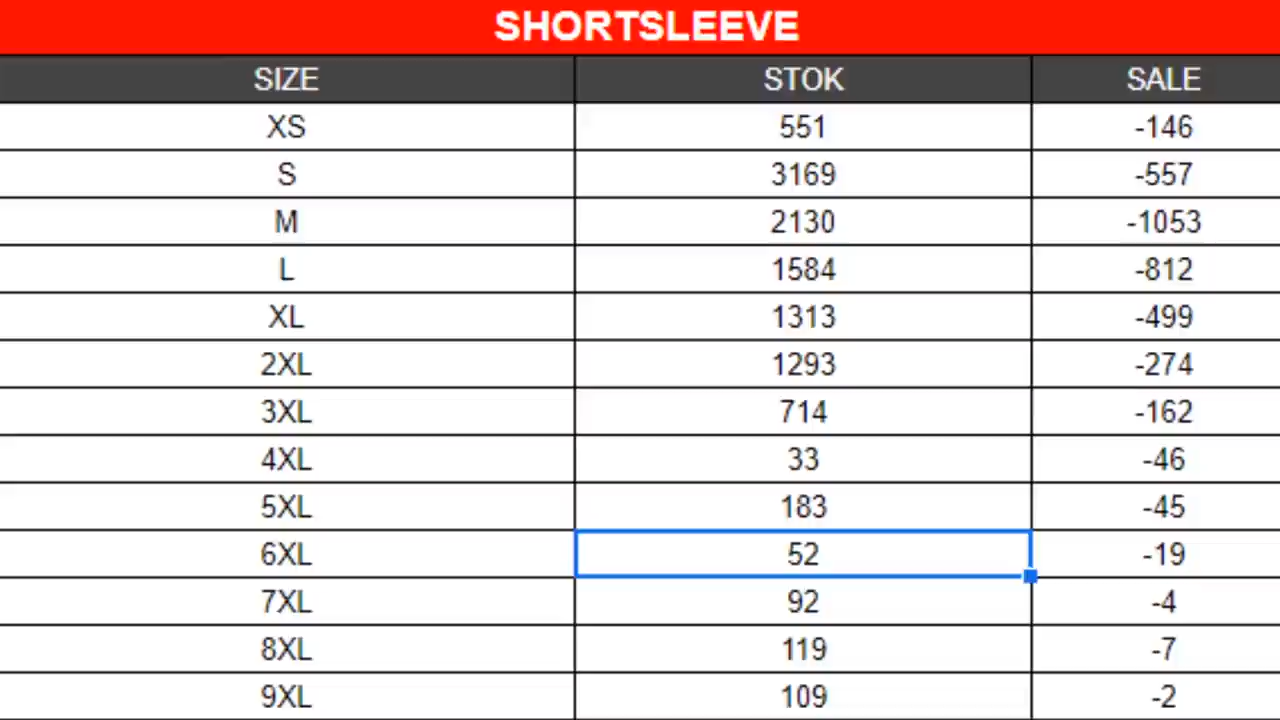 SHORTSLEEVE
SIZE STOK SALE
XS 551 -146
S 3169 -557
M 2130 -1053
L 1584 -812
XL 1313 -499
2XL 1293 -274
3XL 714 -162
4XL 33 -46
5XL 183 -45
6XL 52 -19
7XL 92 -4
8XL 119 -7
9XL 109 -2